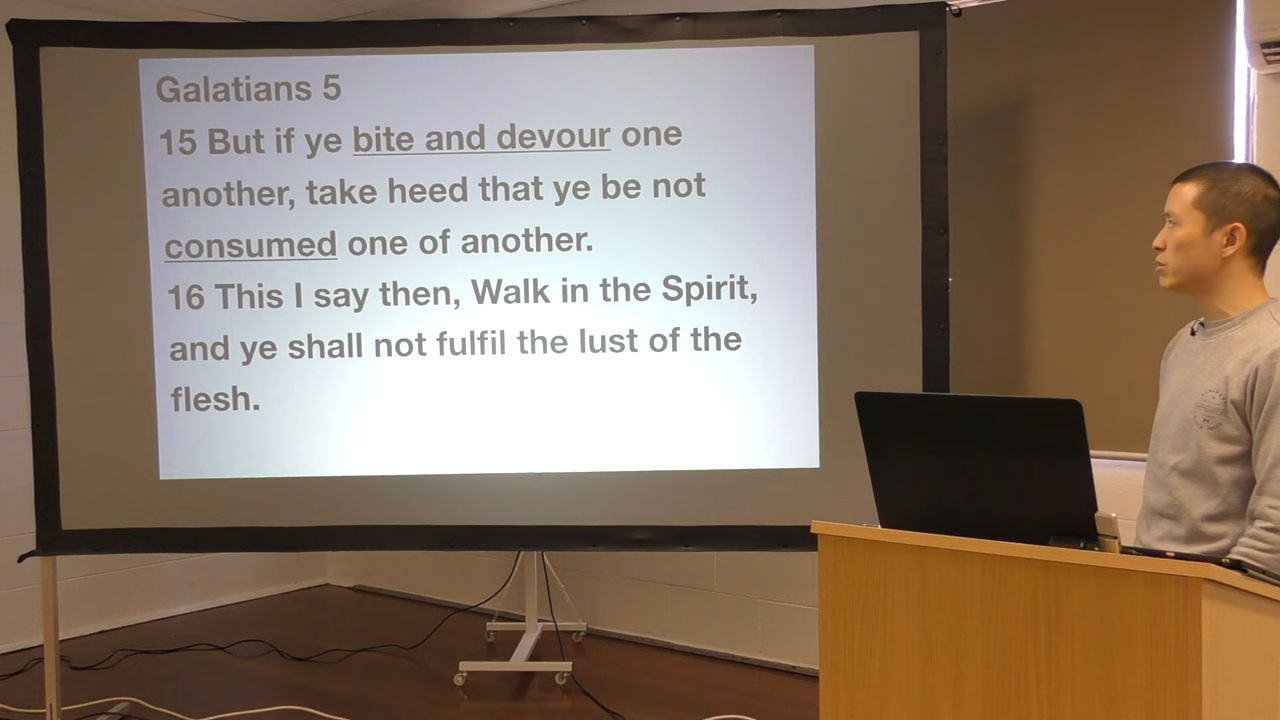 Galatians 5
15 But if ye bite and devour one
another, take heed that ye be not
consumed one of another.
16 This I say then, Walk in the Spirit,
and ye shall not fulfil the lust of the
flesh.